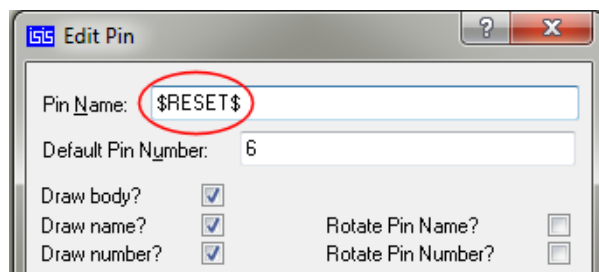 isis Edit Pin ? X
Pin Name: $RESET$
Default Pin Number: 6
Draw body?
Draw name? Rotate Pin Name?
Draw number? Rotate Pin Number?